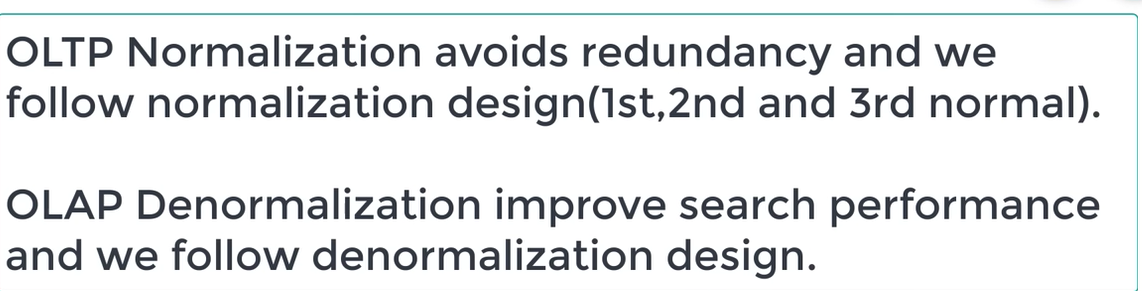 OLTP Normalization avoids redundancy and we
follow normalization design(1st,2nd and 3rd normal).
OLAP Denormalization improve search performance
and we follow denormalization design.